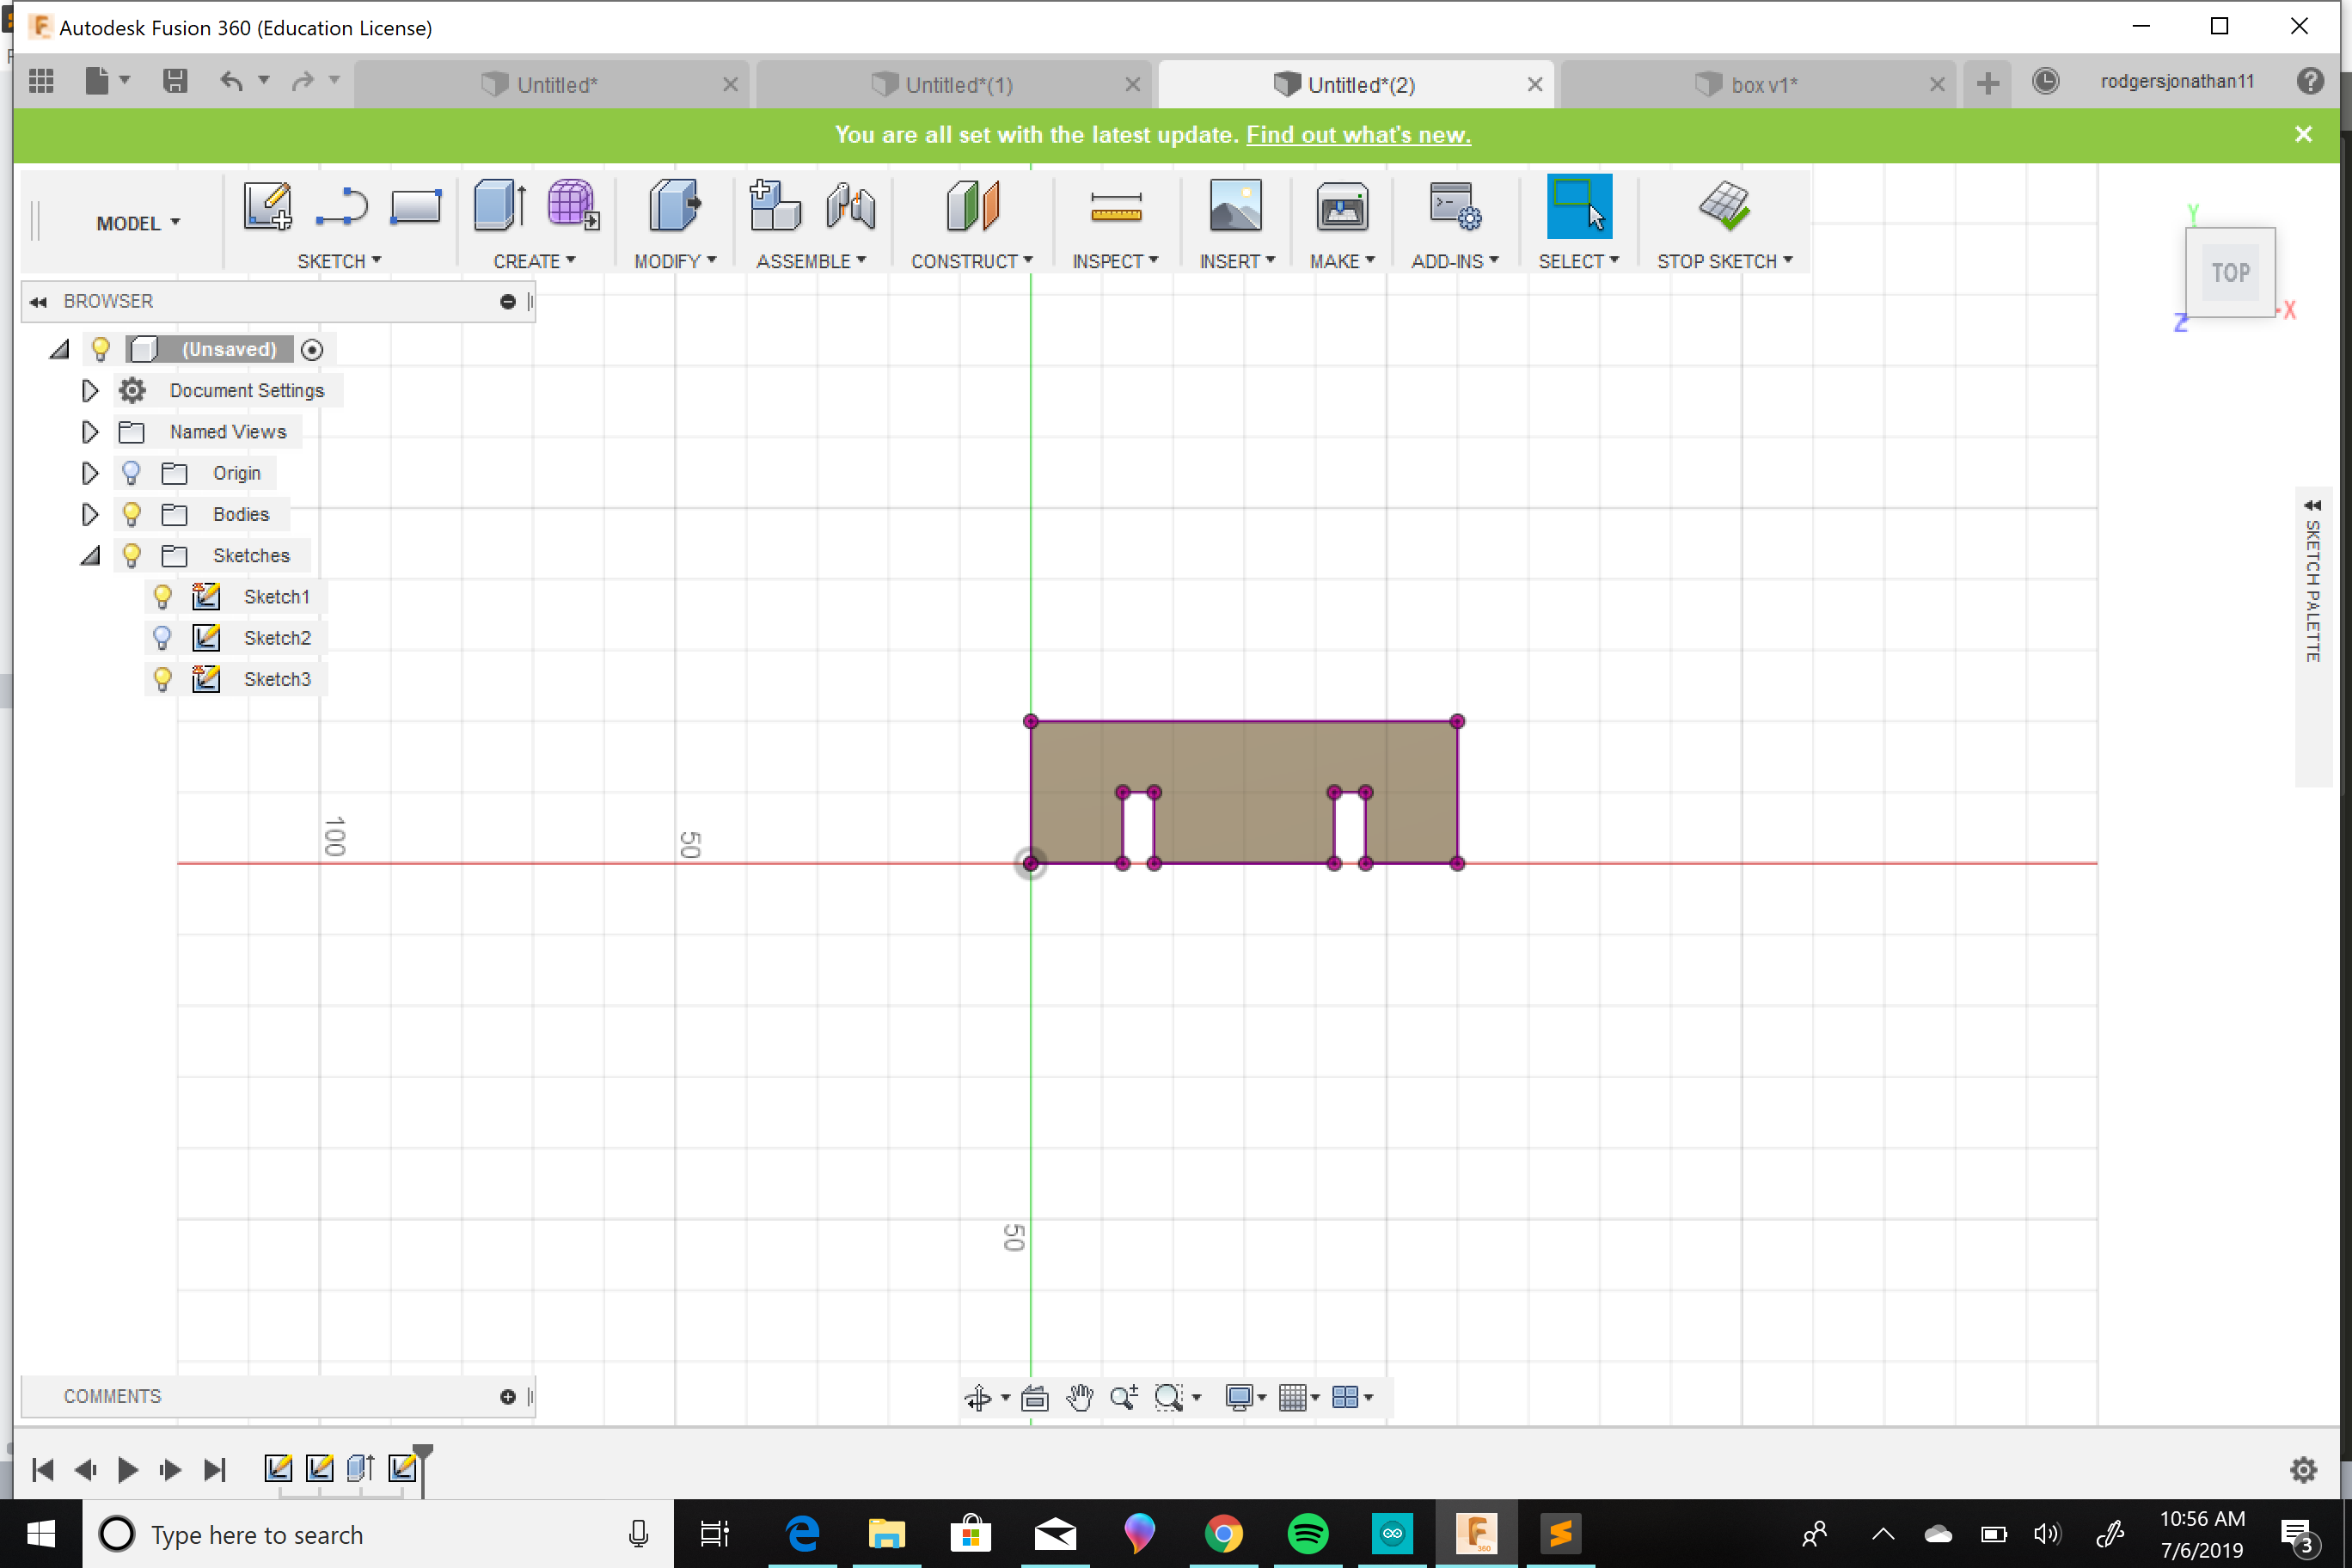 Autodesk Fusion 360 (Education License)
Untitled*
Untitled*(1)
Untitled*(2)
box v1*
rodgersjonathan11
You are all set with the latest update. Find out what's new.
MODEL
SKETCH
CREATE
MODIFY
ASSEMBLE
CONSTRUCT
INSPECT
INSERT
MAKE
ADD-INS
SELECT
STOP SKETCH
Y
TOP
X
Z
BROWSER
(Unsaved)
Document Settings
Named Views
Origin
Bodies
Sketches
Sketch1
Sketch2
Sketch3
SKETCH PALETTE
100
50
50
COMMENTS
Type here to search
360
10:56 AM
7/6/2019
3